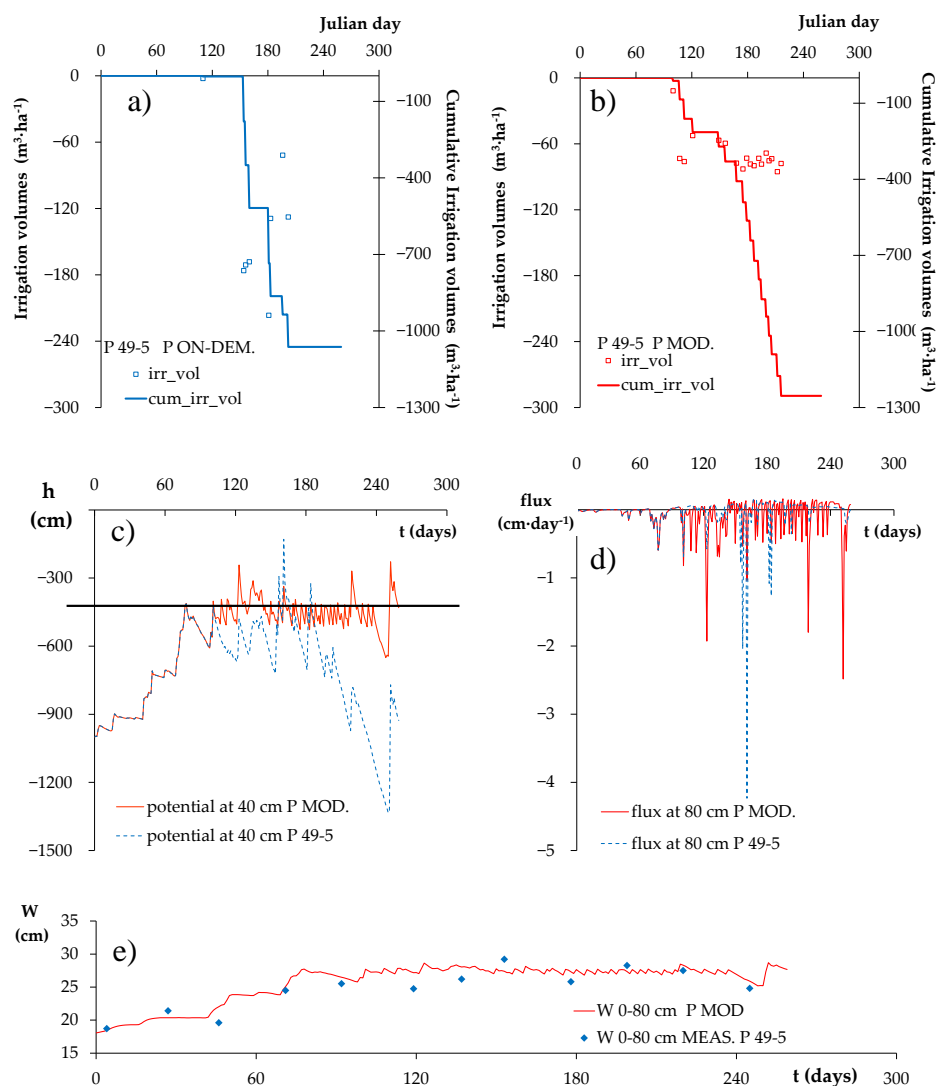 Julian day
0 60 120 180 240 300
a)
0
−60
−120
−180
−240
−300
Irrigation volumes (m³·ha⁻¹)
−100
−400
−700
−1000
−1300
Cumulative Irrigation volumes (m³·ha⁻¹)
P 49-5 P ON-DEM.
irr_vol
cum_irr_vol
Julian day
0 60 120 180 240 300
b)
0
−60
−120
−180
−240
−300
Irrigation volumes (m³·ha⁻¹)
−100
−400
−700
−1000
−1300
Cumulative Irrigation volumes (m³·ha⁻¹)
P 49-5 P MOD.
irr_vol
cum_irr_vol
h
(cm)
0 60 120 180 240 300
t (days)
c)
−300
−600
−900
−1200
−1500
potential at 40 cm P MOD.
potential at 40 cm P 49-5
0 60 120 180 240 300
flux
(cm·day⁻¹)
t (days)
d)
−1
−2
−3
−4
−5
flux at 80 cm P MOD.
flux at 80 cm P 49-5
W
(cm)
e)
35
30
25
20
15
W 0-80 cm P MOD
W 0-80 cm MEAS. P 49-5
0 60 120 180 240 300
t (days)